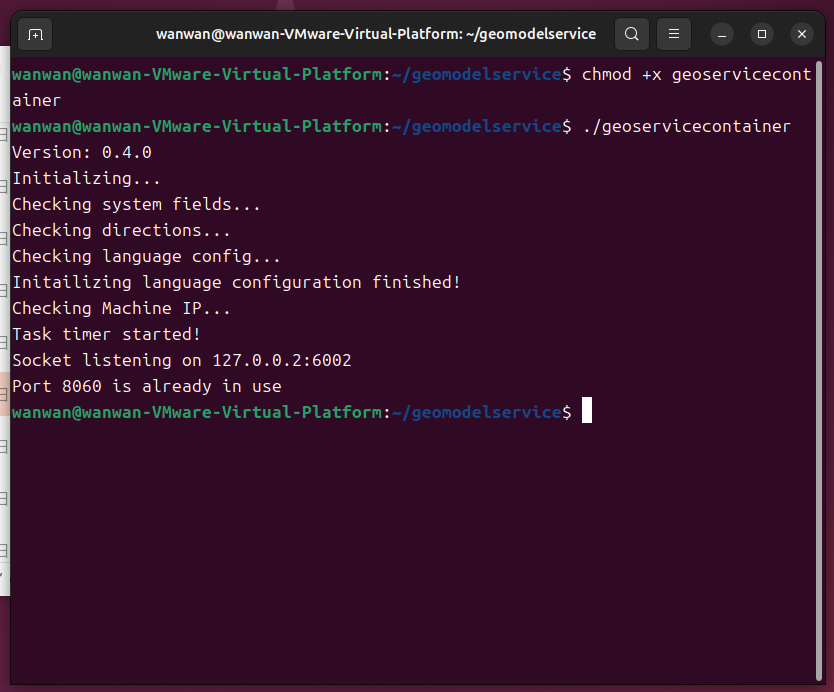 wanwan@wanwan-VMware-Virtual-Platform: ~/geomodelservice
wanwan@wanwan-VMware-Virtual-Platform:~/geomodelservice$ chmod +x geoservicecont
ainer
wanwan@wanwan-VMware-Virtual-Platform:~/geomodelservice$ ./geoservicecontainer
Version: 0.4.0
Initializing...
Checking system fields...
Checking directions...
Checking language config...
Initailizing language configuration finished!
Checking Machine IP...
Task timer started!
Socket listening on 127.0.0.2:6002
Port 8060 is already in use
wanwan@wanwan-VMware-Virtual-Platform:~/geomodelservice$